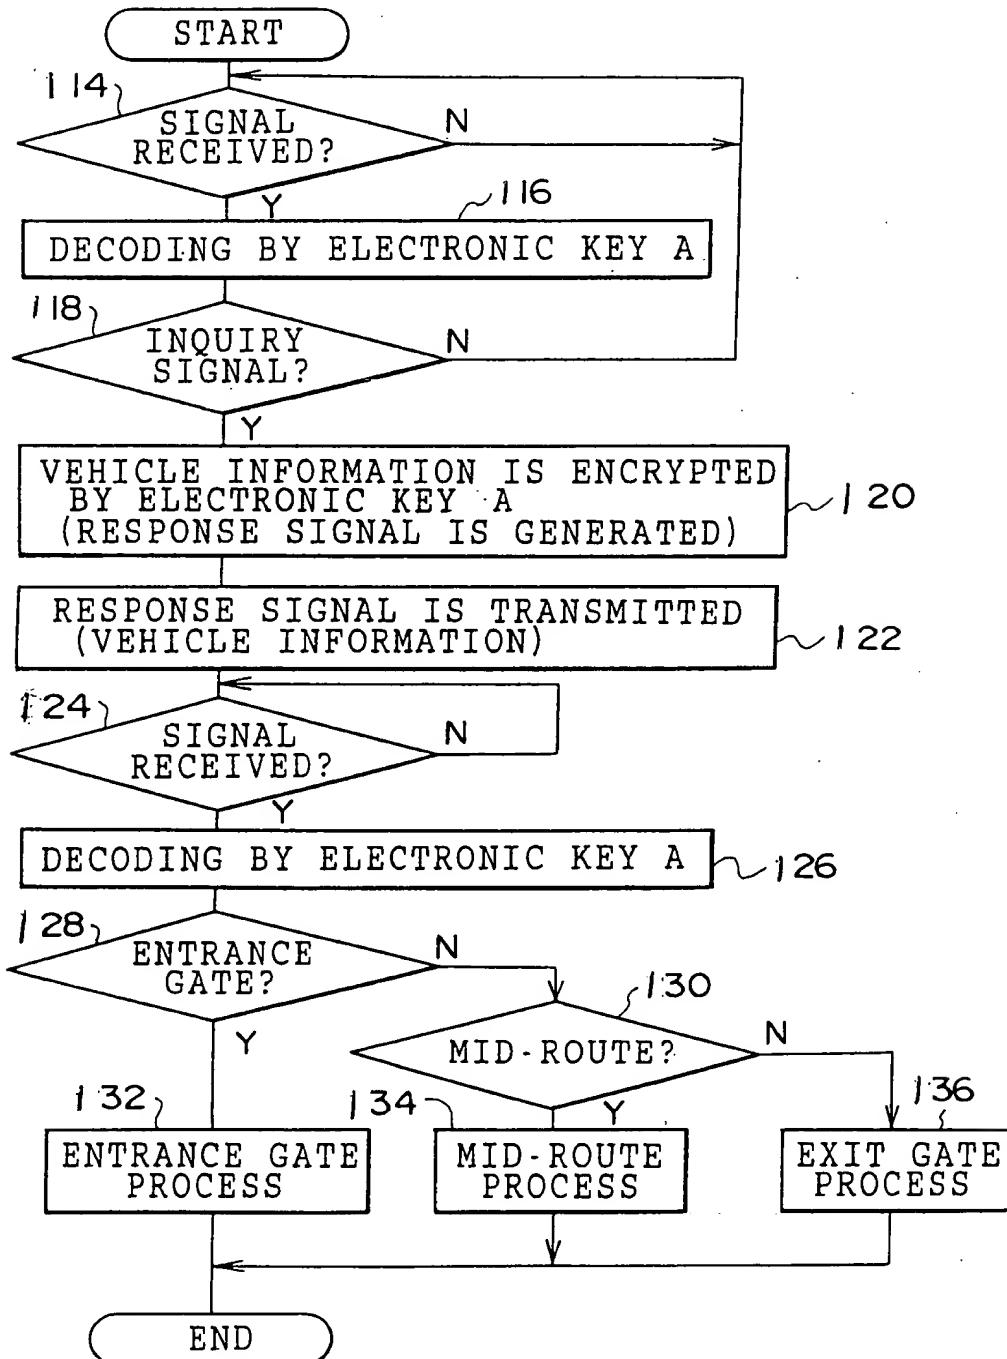 START
114
SIGNAL
RECEIVED?
N
Y
116
DECODING BY ELECTRONIC KEY A
118
INQUIRY
SIGNAL?
N
Y
VEHICLE INFORMATION IS ENCRYPTED
BY ELECTRONIC KEY A
(RESPONSE SIGNAL IS GENERATED)
120
RESPONSE SIGNAL IS TRANSMITTED
(VEHICLE INFORMATION)
122
124
SIGNAL
RECEIVED?
N
Y
DECODING BY ELECTRONIC KEY A
126
128
ENTRANCE
GATE?
N
Y
130
MID-ROUTE?
N
Y
132
ENTRANCE GATE
PROCESS
134
MID-ROUTE
PROCESS
136
EXIT GATE
PROCESS
END